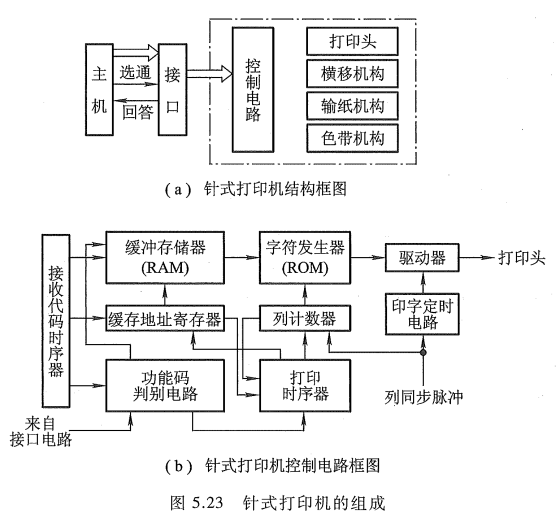 主机
选通
回答
接口
控制电路
打印头
横移机构
输纸机构
色带机构
(a) 针式打印机结构框图
接收代码时序器
缓冲存储器
(RAM)
字符发生器
(ROM)
驱动器
打印头
缓存地址寄存器
列计数器
印字定时
电路
功能码
判别电路
打印
时序器
列同步脉冲
来自
接口电路
(b) 针式打印机控制电路框图
图 5.23 针式打印机的组成